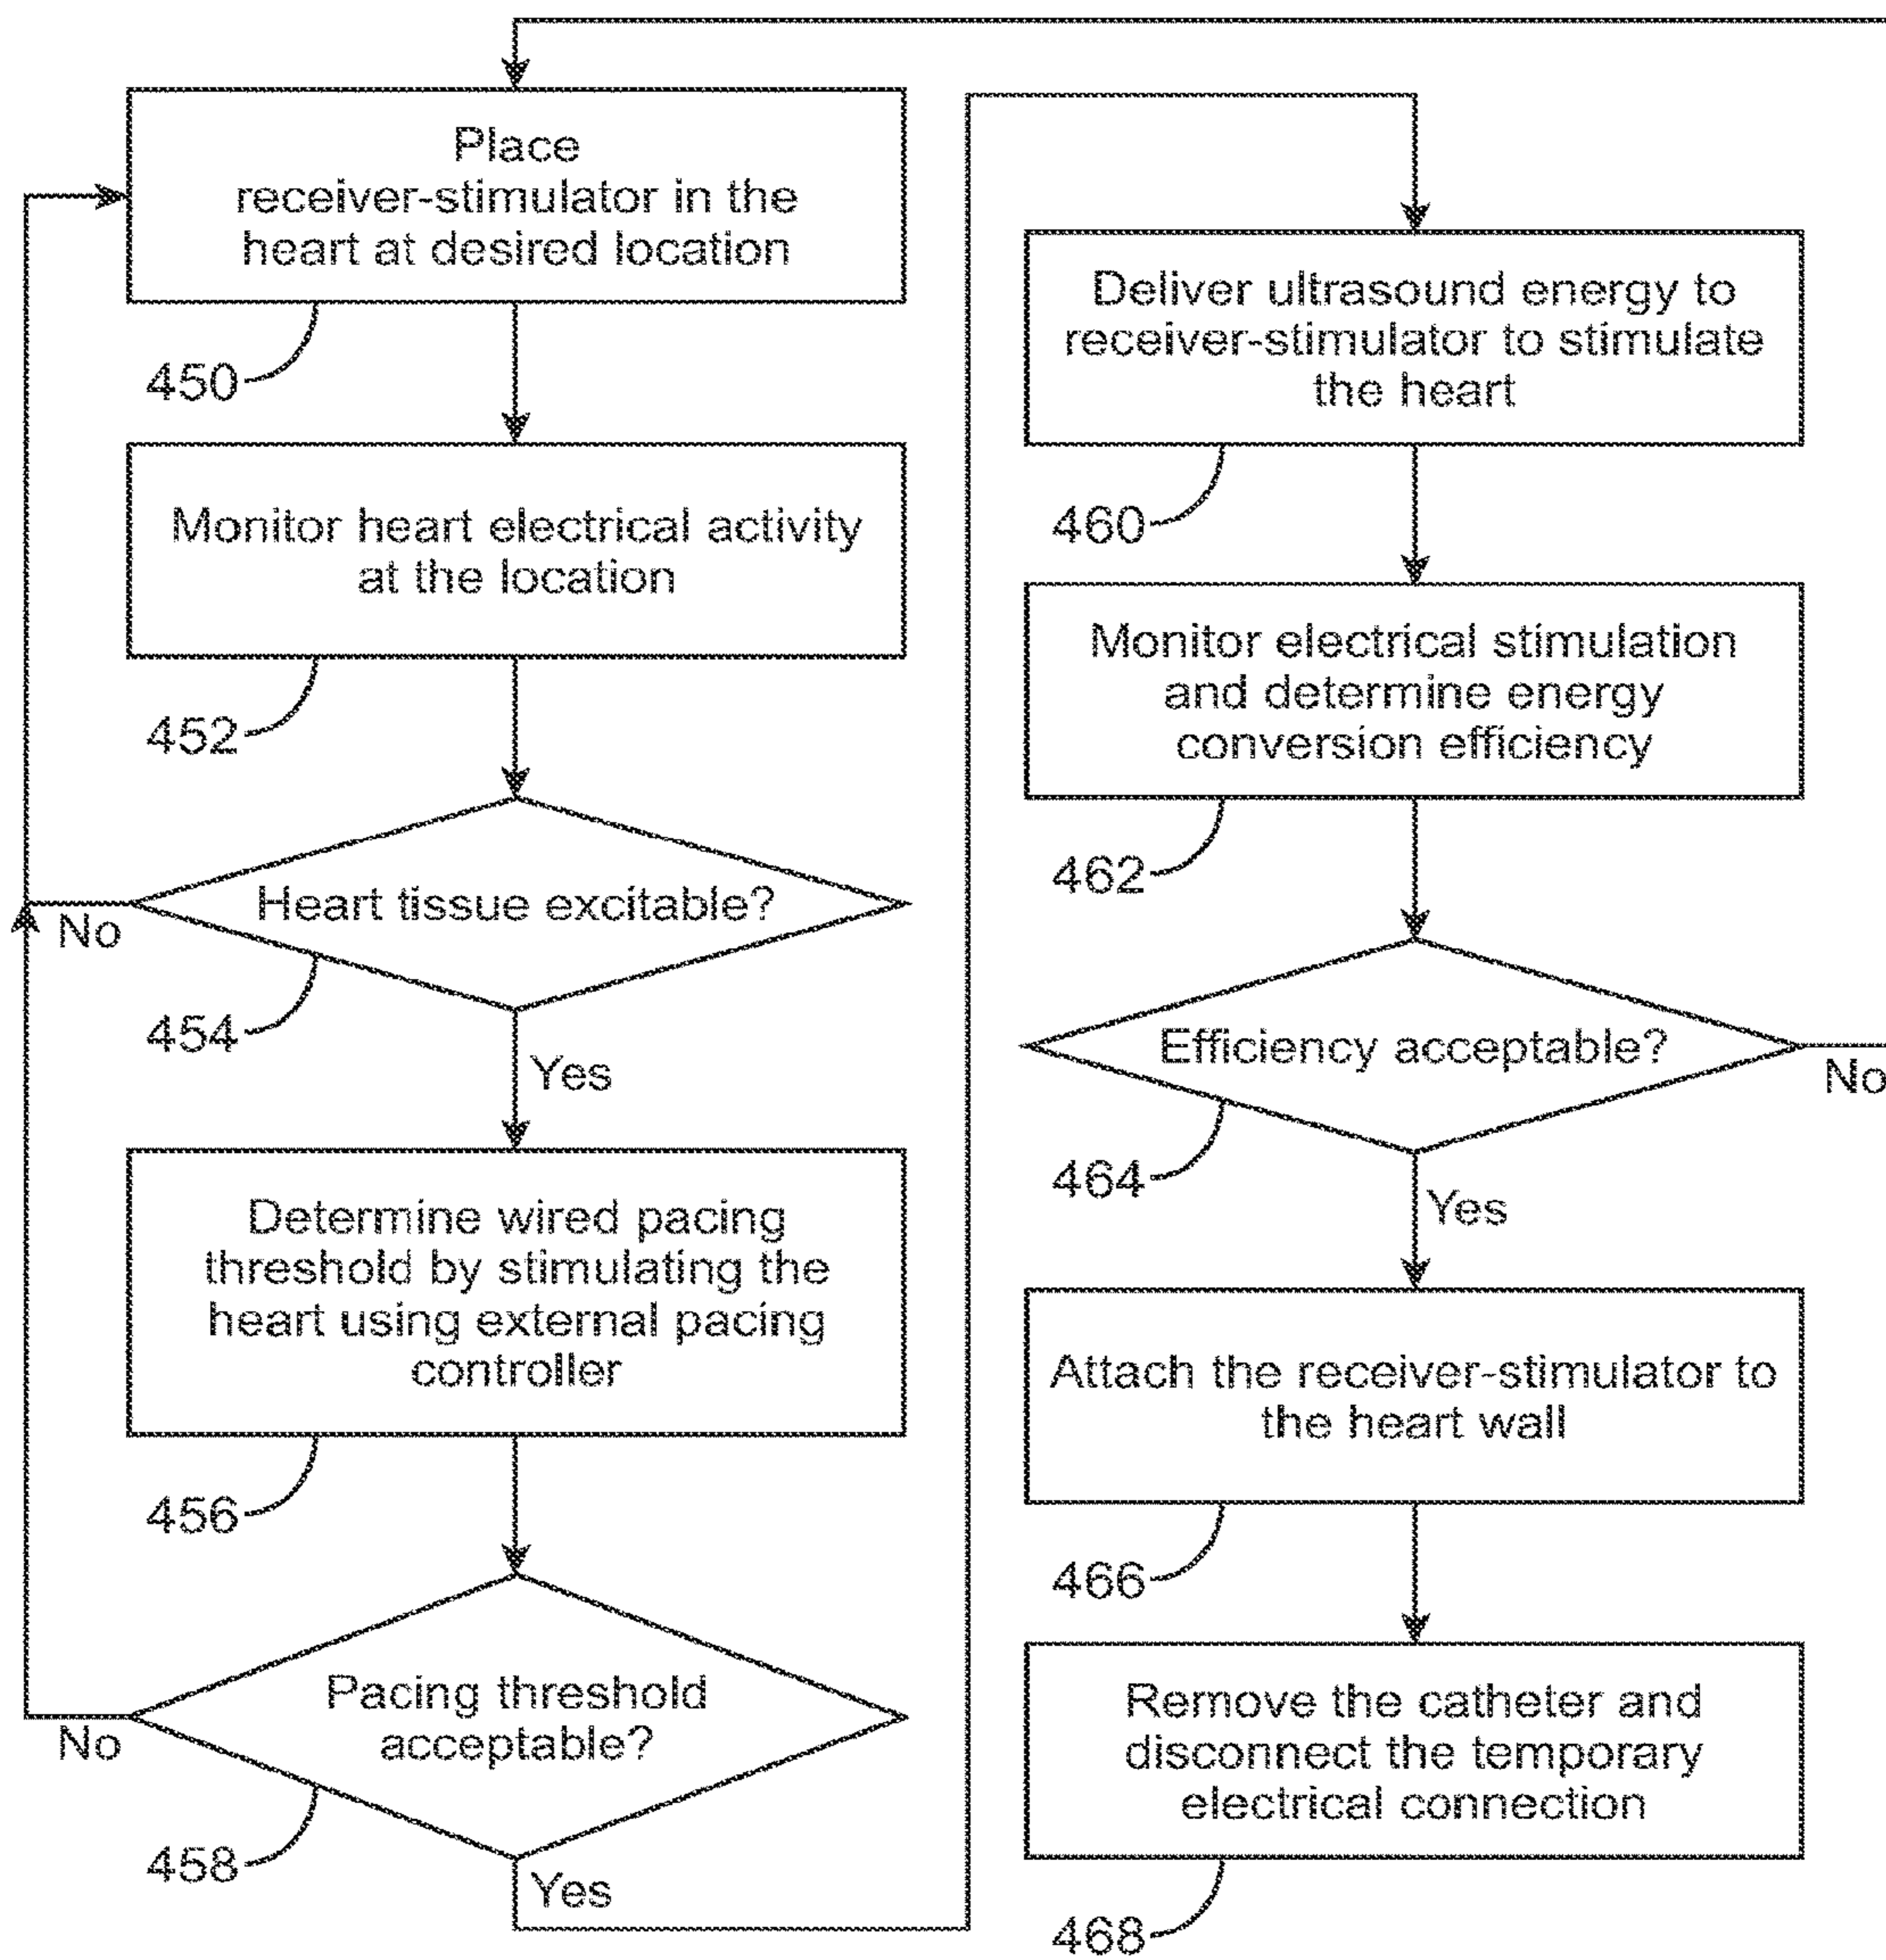 Place
receiver-stimulator in the
heart at desired location
450
Monitor heart electrical activity
at the location
452
Heart tissue excitable?
No
454
Yes
Determine wired pacing
threshold by stimulating the
heart using external pacing
controller
456
Pacing threshold
acceptable?
No
458
Yes
Deliver ultrasound energy to
receiver-stimulator to stimulate
the heart
460
Monitor electrical stimulation
and determine energy
conversion efficiency
462
Efficiency acceptable?
No
464
Yes
Attach the receiver-stimulator to
the heart wall
466
Remove the catheter and
disconnect the temporary
electrical connection
468